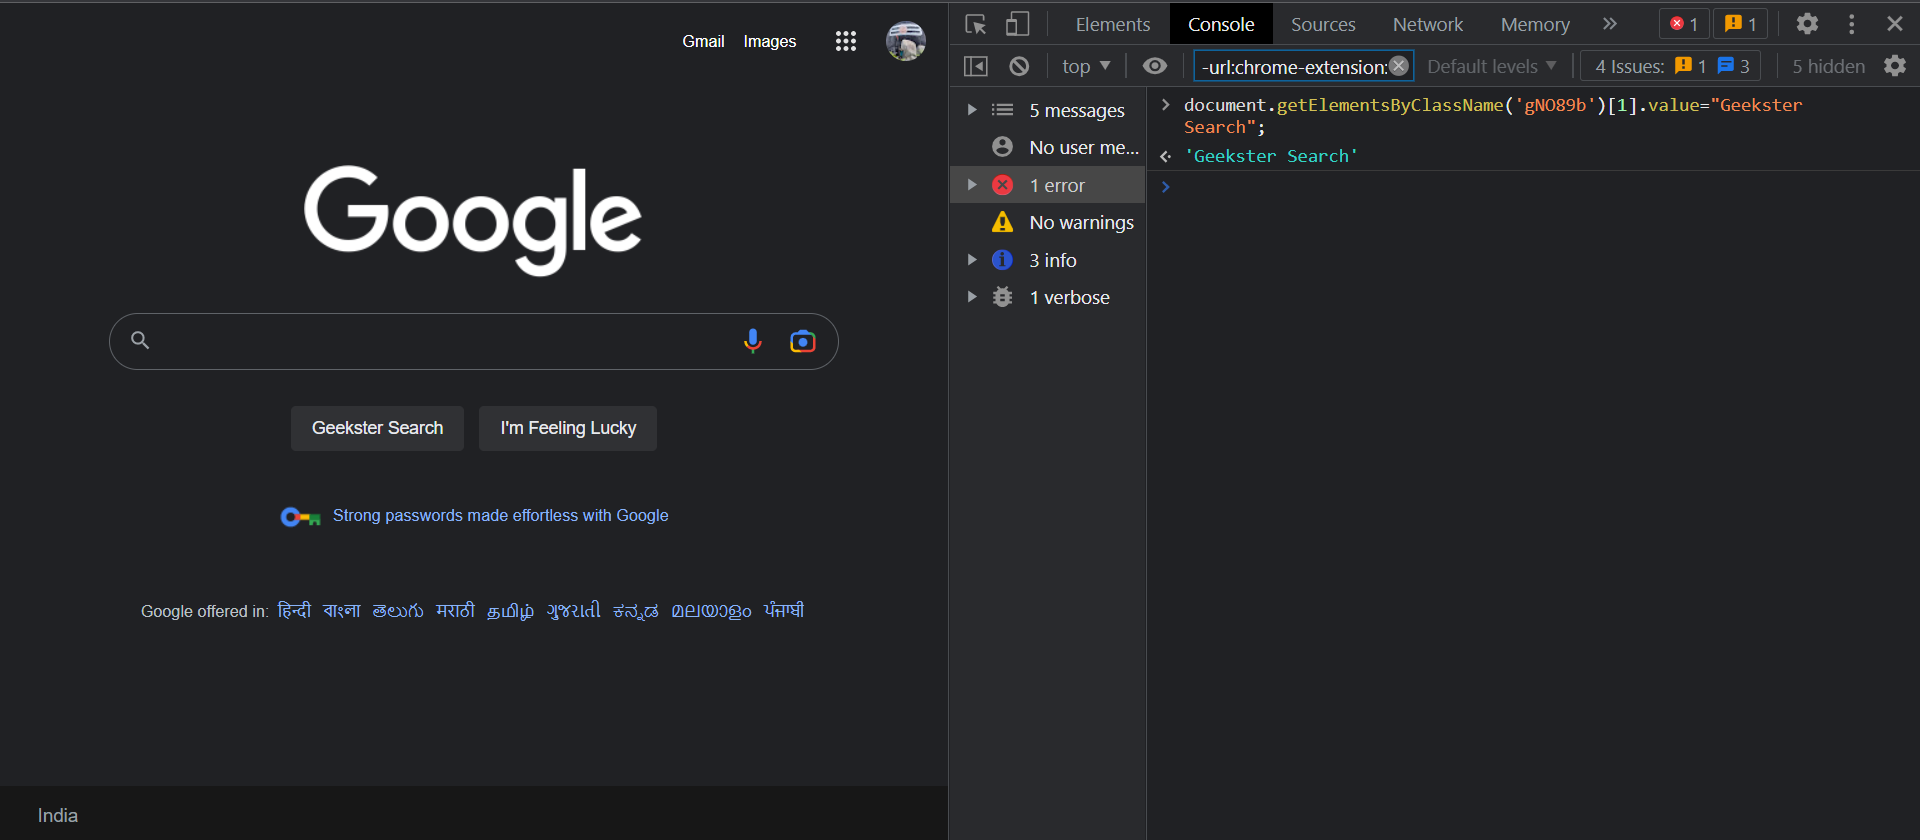 Gmail Images
Google
Geekster Search I'm Feeling Lucky
Strong passwords made effortless with Google
Google offered in: हिन्दी বাংলা తెలుగు मराठी தமிழ் ગુજરાતી ಕನ್ನಡ മലയാളം ਪੰਜਾਬੀ
India
Elements Console Sources Network Memory 1 1
top -url:chrome-extension: Default levels 4 Issues: 1 3 5 hidden
5 messages
No user me...
1 error
No warnings
3 info
1 verbose
document.getElementsByClassName('gNO89b')[1].value="Geekster
Search";
'Geekster Search'